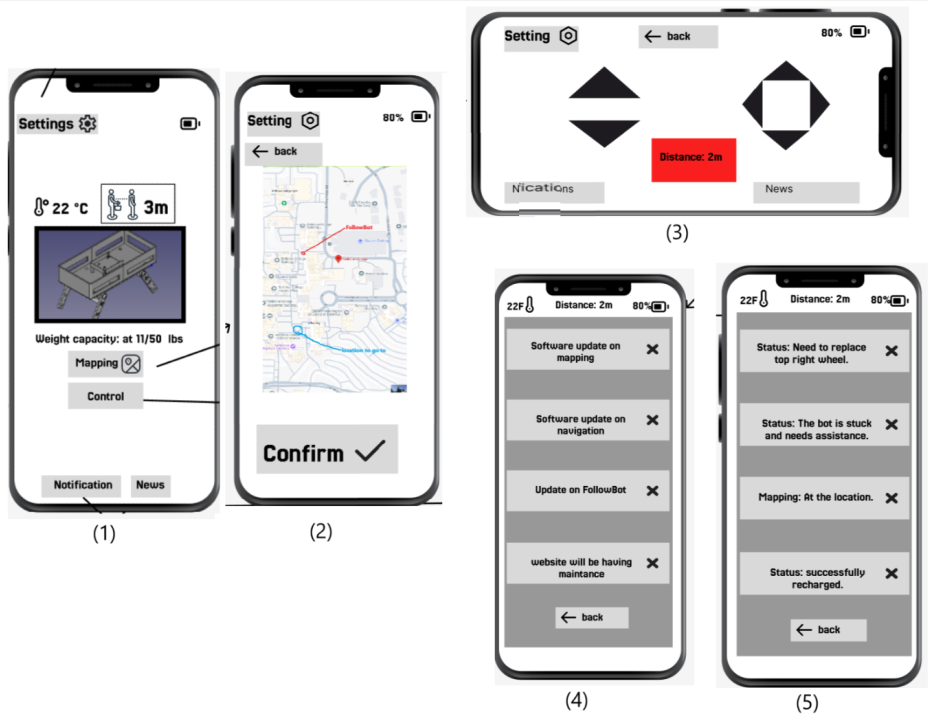 Settings
22 °C
3m
Weight capacity: at 11/50 lbs
Mapping
Control
Notification
News
(1)
Setting
80%
back
FollowBot
location to go to
Confirm
(2)
Setting
back
80%
Distance: 2m
Nications
News
(3)
22F
Distance: 2m
80%
Software update on
mapping
Software update on
navigation
Update on FollowBot
website will be having
maintance
back
(4)
22F
Distance: 2m
80%
Status: Need to replace
top right wheel.
Status: The bot is stuck
and needs assistance.
Mapping: At the location.
Status: successfully
recharged.
back
(5)